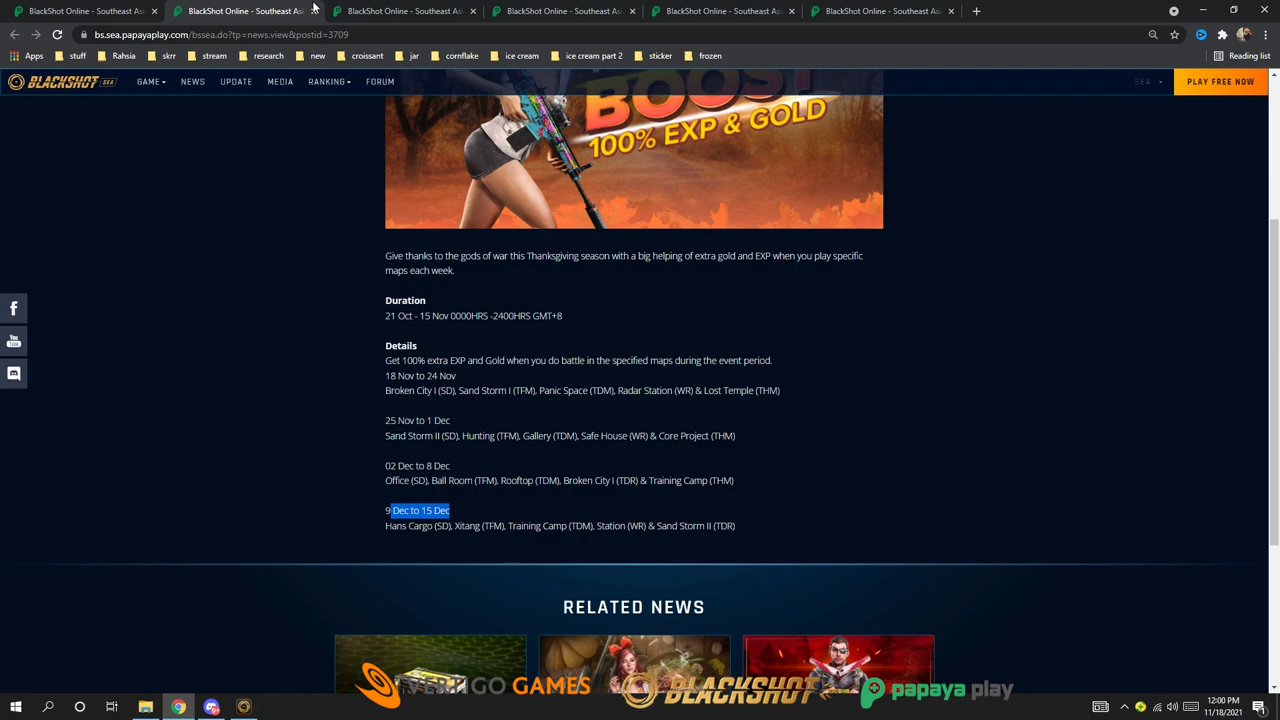 BlackShot: Southeast As
BlackShot: Southeast As
BlackShot: Southeast As
BlackShot: Southeast As
BlackShot: Southeast As
BlackShot: Southeast As
bs.sea.papayaplay.com/bssea.do?tp=news.view&postid=3709
Apps stuff Rahsia skrr stream research new croissant jar cornflake ice cream ice cream part 2 sticker frozen Reading list
BLACKSHOT SEA GAME NEWS UPDATE MEDIA RANKING FORUM SEA PLAY FREE NOW
BOOST
100% EXP & GOLD
Give thanks to the gods of war this Thanksgiving season with a big helping of extra gold and EXP when you play specific
maps each week.
Duration
21 Oct - 15 Nov 0000HRS -2400HRS GMT+8
Details
Get 100% extra EXP and Gold when you do battle in the specified maps during the event period.
18 Nov to 24 Nov
Broken City I (SD), Sand Storm I (TFM), Panic Space (TDM), Radar Station (WR) & Lost Temple (THM)
25 Nov to 1 Dec
Sand Storm II (SD), Hunting (TFM), Gallery (TDM), Safe House (WR) & Core Project (THM)
02 Dec to 8 Dec
Office (SD), Ball Room (TFM), Rooftop (TDM), Broken City I (TDR) & Training Camp (THM)
9 Dec to 15 Dec
Hans Cargo (SD), Xitang (TFM), Training Camp (TDM), Station (WR) & Sand Storm II (TDR)
RELATED NEWS
VERTIGO GAMES BLACKSHOT papaya play
12:00 PM
11/18/2021